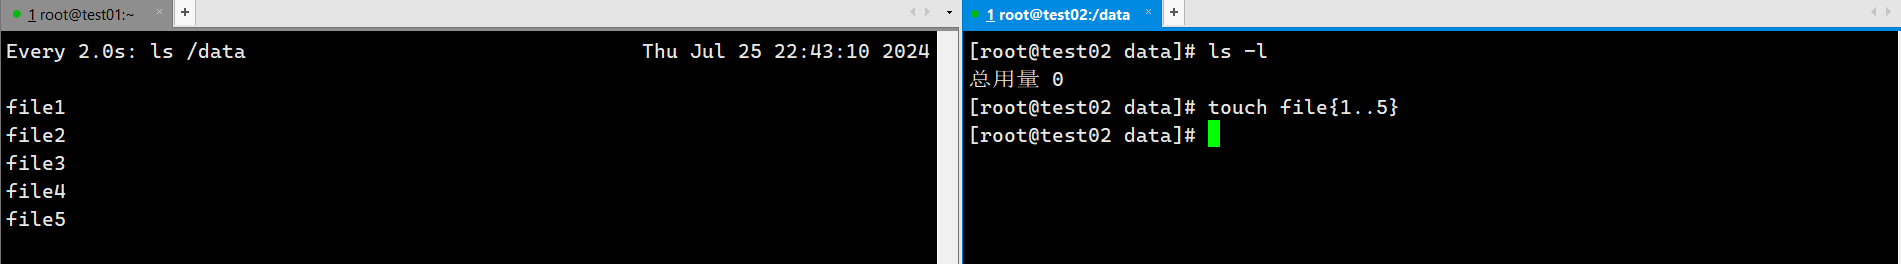 1 root@test01:~ × +
Every 2.0s: ls /data Thu Jul 25 22:43:10 2024
file1
file2
file3
file4
file5
1 root@test02:/data × +
[root@test02 data]# ls -l
总用量 0
[root@test02 data]# touch file{1..5}
[root@test02 data]#